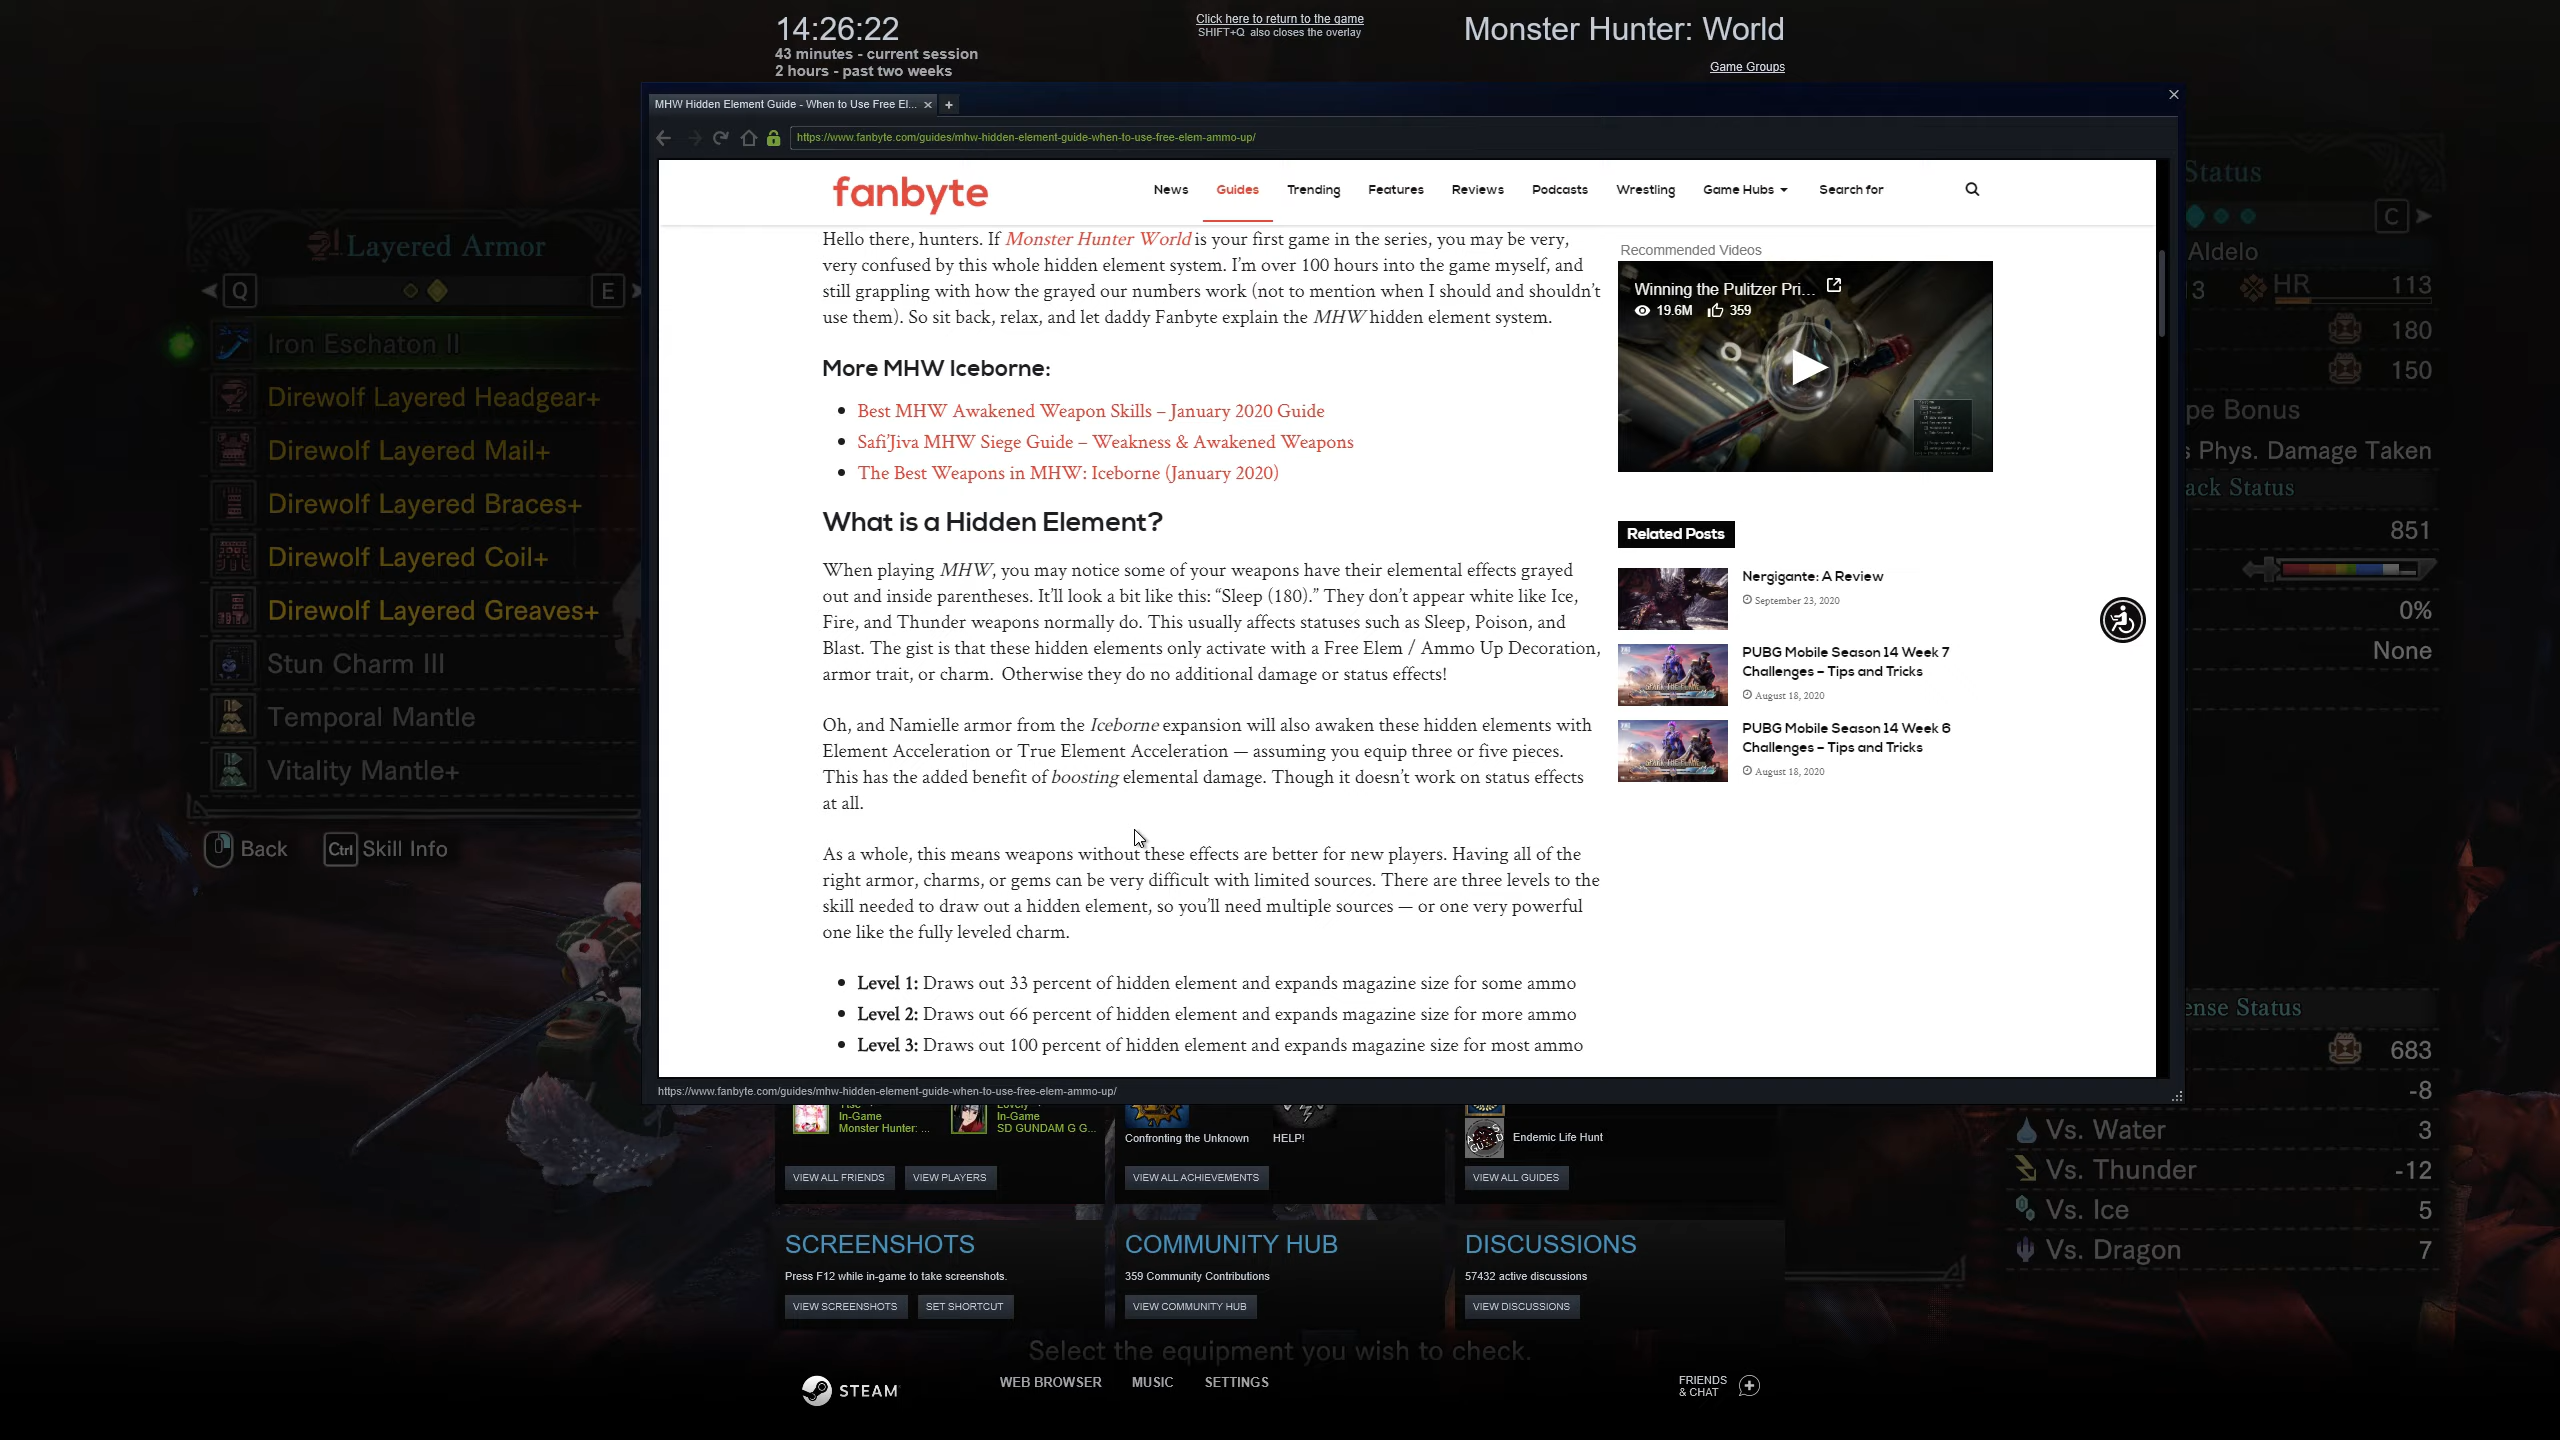 14:26:22
43 minutes - current session
2 hours - past two weeks
Click here to return to the game
SHIFT+Q also closes the overlay
Monster Hunter: World
Game Groups
MHW Hidden Element Guide - When to Use Free El...
https://www.fanbyte.com/guides/mhw-hidden-element-guide-when-to-use-free-elem-ammo-up/
fanbyte
News Guides Trending Features Reviews Podcasts Wrestling Game Hubs Search for
Hello there, hunters. If Monster Hunter World is your first game in the series, you may be very,
very confused by this whole hidden element system. I'm over 100 hours into the game myself, and
still grappling with how the grayed our numbers work (not to mention when I should and shouldn't
use them). So sit back, relax, and let daddy Fanbyte explain the MHW hidden element system.
More MHW Iceborne:
Best MHW Awakened Weapon Skills – January 2020 Guide
Safi'Jiva MHW Siege Guide – Weakness & Awakened Weapons
The Best Weapons in MHW: Iceborne (January 2020)
What is a Hidden Element?
When playing MHW, you may notice some of your weapons have their elemental effects grayed
out and inside parentheses. It'll look a bit like this: “Sleep (180).” They don't appear white like Ice,
Fire, and Thunder weapons normally do. This usually affects statuses such as Sleep, Poison, and
Blast. The gist is that these hidden elements only activate with a Free Elem / Ammo Up Decoration,
armor trait, or charm. Otherwise they do no additional damage or status effects!
Oh, and Namielle armor from the Iceborne expansion will also awaken these hidden elements with
Element Acceleration or True Element Acceleration — assuming you equip three or five pieces.
This has the added benefit of boosting elemental damage. Though it doesn't work on status effects
at all.
As a whole, this means weapons without these effects are better for new players. Having all of the
right armor, charms, or gems can be very difficult with limited sources. There are three levels to the
skill needed to draw out a hidden element, so you'll need multiple sources — or one very powerful
one like the fully leveled charm.
Level 1: Draws out 33 percent of hidden element and expands magazine size for some ammo
Level 2: Draws out 66 percent of hidden element and expands magazine size for more ammo
Level 3: Draws out 100 percent of hidden element and expands magazine size for most ammo
Recommended Videos
Winning the Pulitzer Pri...
19.6M 359
Related Posts
Nergigante: A Review
September 23, 2020
PUBG Mobile Season 14 Week 7
Challenges – Tips and Tricks
August 18, 2020
PUBG Mobile Season 14 Week 6
Challenges – Tips and Tricks
August 18, 2020
https://www.fanbyte.com/guides/mhw-hidden-element-guide-when-to-use-free-elem-ammo-up/
Layered Armor
Q E
Iron Eschaton II
Direwolf Layered Headgear+
Direwolf Layered Mail+
Direwolf Layered Braces+
Direwolf Layered Coil+
Direwolf Layered Greaves+
Stun Charm III
Temporal Mantle
Vitality Mantle+
Back Ctrl Skill Info
Status
C
Aldelo
3 HR 113
180
150
pe Bonus
s Phys. Damage Taken
ack Status
851
0%
None
ense Status
683
-8
Vs. Water 3
Vs. Thunder -12
Vs. Ice 5
Vs. Dragon 7
In-Game
Monster Hunter: ...
Lovely
In-Game
SD GUNDAM G G...
VIEW ALL FRIENDS VIEW PLAYERS
Confronting the Unknown HELP!
VIEW ALL ACHIEVEMENTS
Endemic Life Hunt
VIEW ALL GUIDES
SCREENSHOTS
Press F12 while in-game to take screenshots.
VIEW SCREENSHOTS SET SHORTCUT
COMMUNITY HUB
359 Community Contributions
VIEW COMMUNITY HUB
DISCUSSIONS
57432 active discussions
VIEW DISCUSSIONS
Select the equipment you wish to check.
STEAM
WEB BROWSER MUSIC SETTINGS
FRIENDS
& CHAT